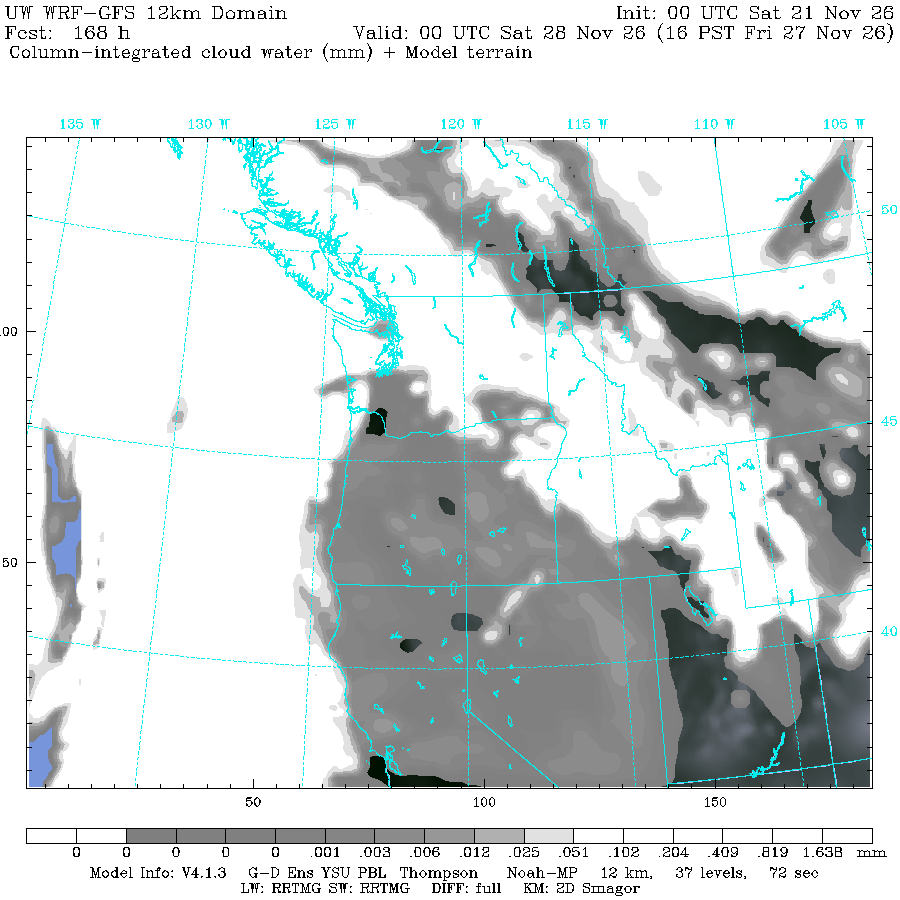 UW WRF-GFS 12km Domain Init: 00 UTC Sat 21 Nov 26
Fcst: 168 h Valid: 00 UTC Sat 28 Nov 26 (16 PST Fri 27 Nov 26)
Column-integrated cloud water (mm) + Model terrain
135 W 130 W 125 W 120 W 115 W 110 W 105 W
50
00
45
50
40
50 100 150
0 0 0 0 .001 .003 .006 .012 .025 .051 .102 .204 .409 .819 1.638 mm
Model Info: V4.1.3 G-D Ens YSU PBL Thompson Noah-MP 12 km, 37 levels, 72 sec
LW: RRTMG SW: RRTMG DIFF: full KM: 2D Smagor